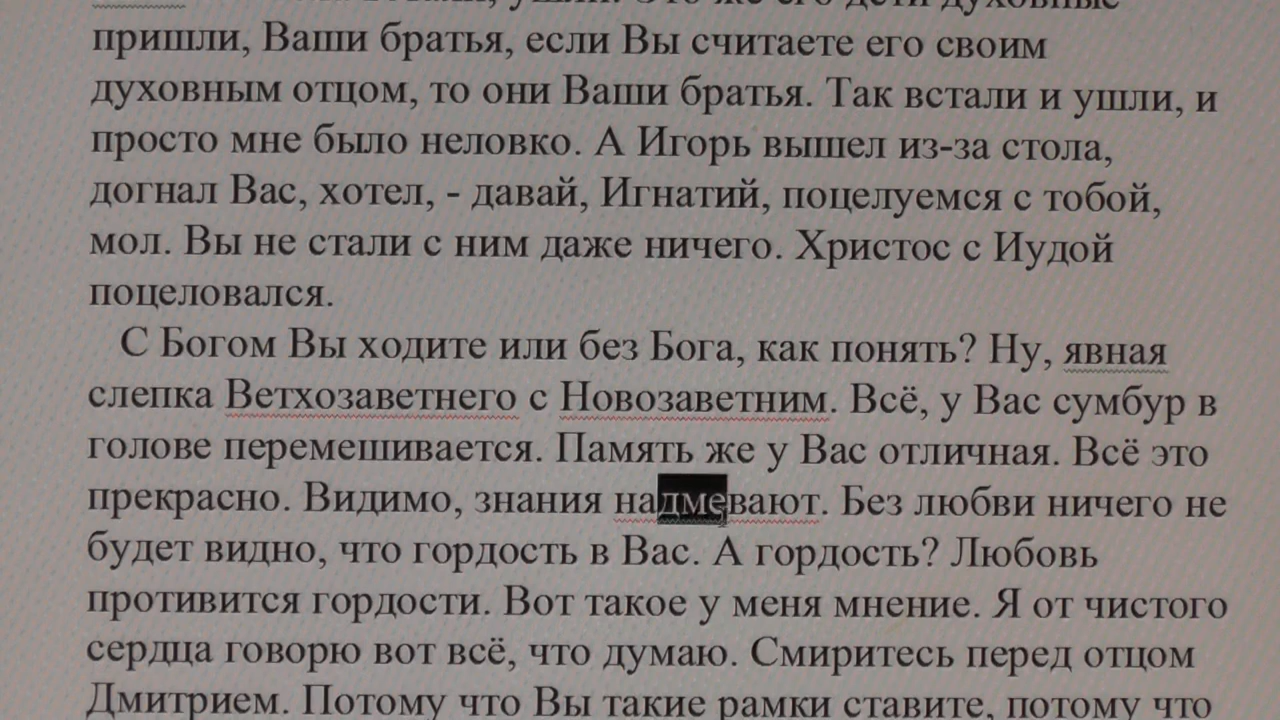 пришли, Ваши братья, если Вы считаете его своим
духовным отцом, то они Ваши братья. Так встали и ушли, и
просто мне было неловко. А Игорь вышел из-за стола,
догнал Вас, хотел, - давай, Игнатий, поцелуемся с тобой,
мол. Вы не стали с ним даже ничего. Христос с Иудой
поцеловался.
С Богом Вы ходите или без Бога, как понять? Ну, явная
слепка Ветхозаветнего с Новозаветним. Всё, у Вас сумбур в
голове перемешивается. Память же у Вас отличная. Всё это
прекрасно. Видимо, знания надмевают. Без любви ничего не
будет видно, что гордость в Вас. А гордость? Любовь
противится гордости. Вот такое у меня мнение. Я от чистого
сердца говорю вот всё, что думаю. Смиритесь перед отцом
Дмитрием. Потому что Вы такие рамки ставите, потому что